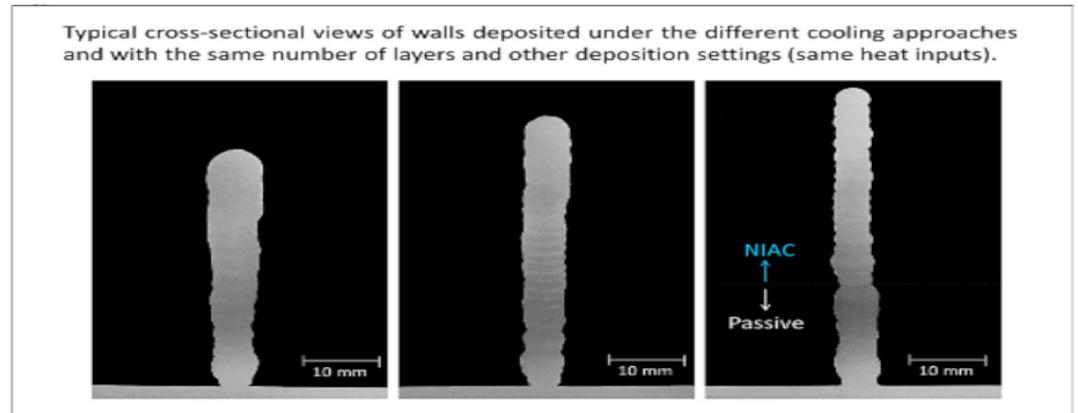 Typical cross-sectional views of walls deposited under the different cooling approaches
and with the same number of layers and other deposition settings (same heat inputs).
NIAC
Passive
10 mm
10 mm
10 mm